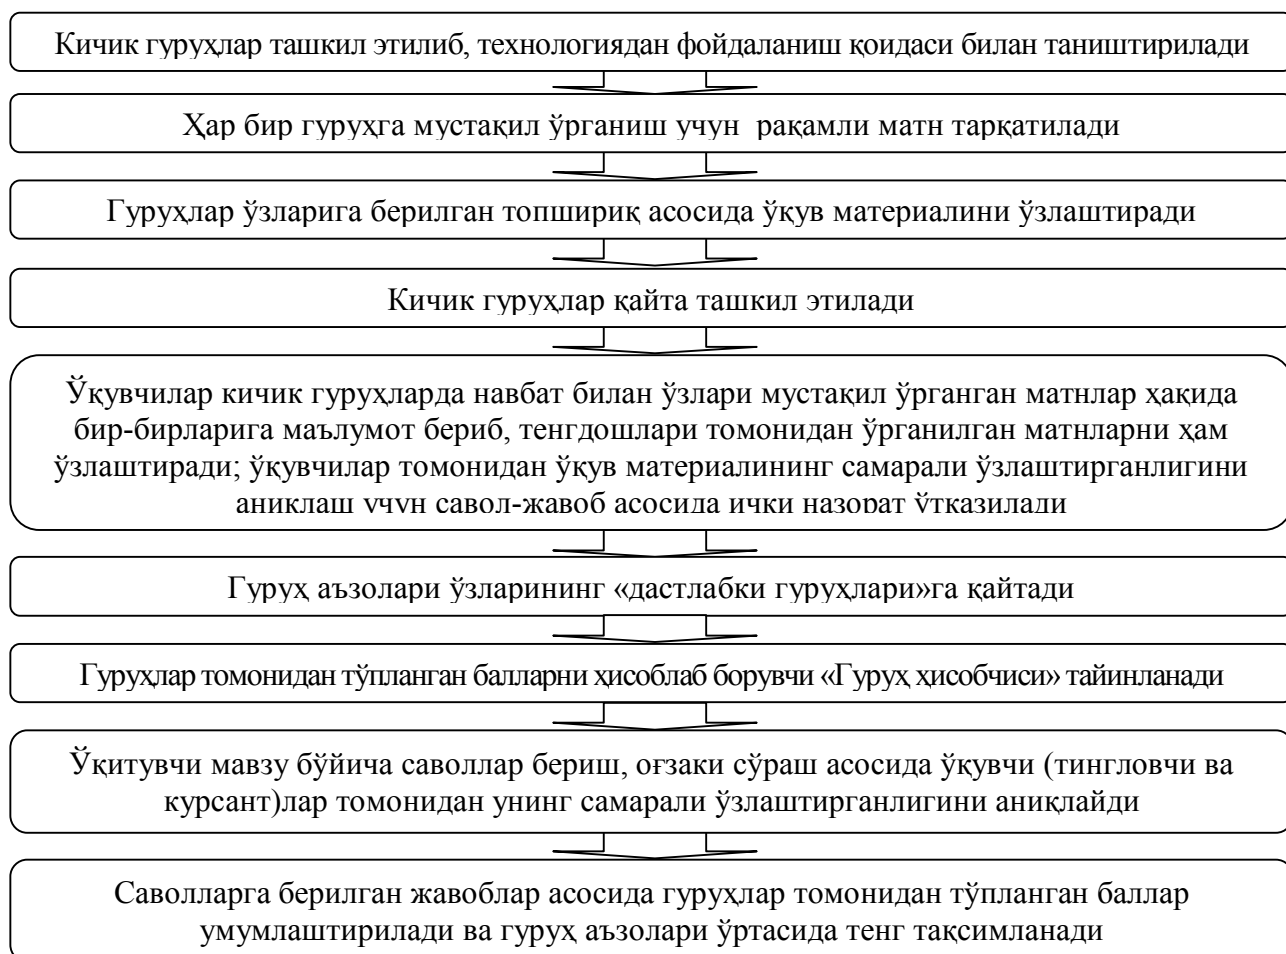 Кичик гуруҳлар ташкил этилиб, технологиядан фойдаланиш қоидаси билан таништирилади
Ҳар бир гуруҳга мустақил ўрганиш учун рақамли матн тарқатилади
Гуруҳлар ўзларига берилган топшириқ асосида ўқув материалини ўзлаштиради
Кичик гуруҳлар қайта ташкил этилади
Ўқувчилар кичик гуруҳларда навбат билан ўзлари мустақил ўрганган матнлар ҳақида
бир-бирларига маълумот бериб, тенгдошлари томонидан ўрганилган матнларни ҳам
ўзлаштиради; ўқувчилар томонидан ўқув материалининг самарали ўзлаштирганлигини
аниқлаш учун савол-жавоб асосида ички назорат ўтказилади
Гуруҳ аъзолари ўзларининг «дастлабки гуруҳлари»га қайтади
Гуруҳлар томонидан тўпланган балларни ҳисоблаб борувчи «Гуруҳ ҳисобчиси» тайинланади
Ўқитувчи мавзу бўйича саволлар бериш, оғзаки сўраш асосида ўқувчи (тингловчи ва
курсант)лар томонидан унинг самарали ўзлаштирганлигини аниқлайди
Саволларга берилган жавоблар асосида гуруҳлар томонидан тўпланган баллар
умумлаштирилади ва гуруҳ аъзолари ўртасида тенг тақсимланади